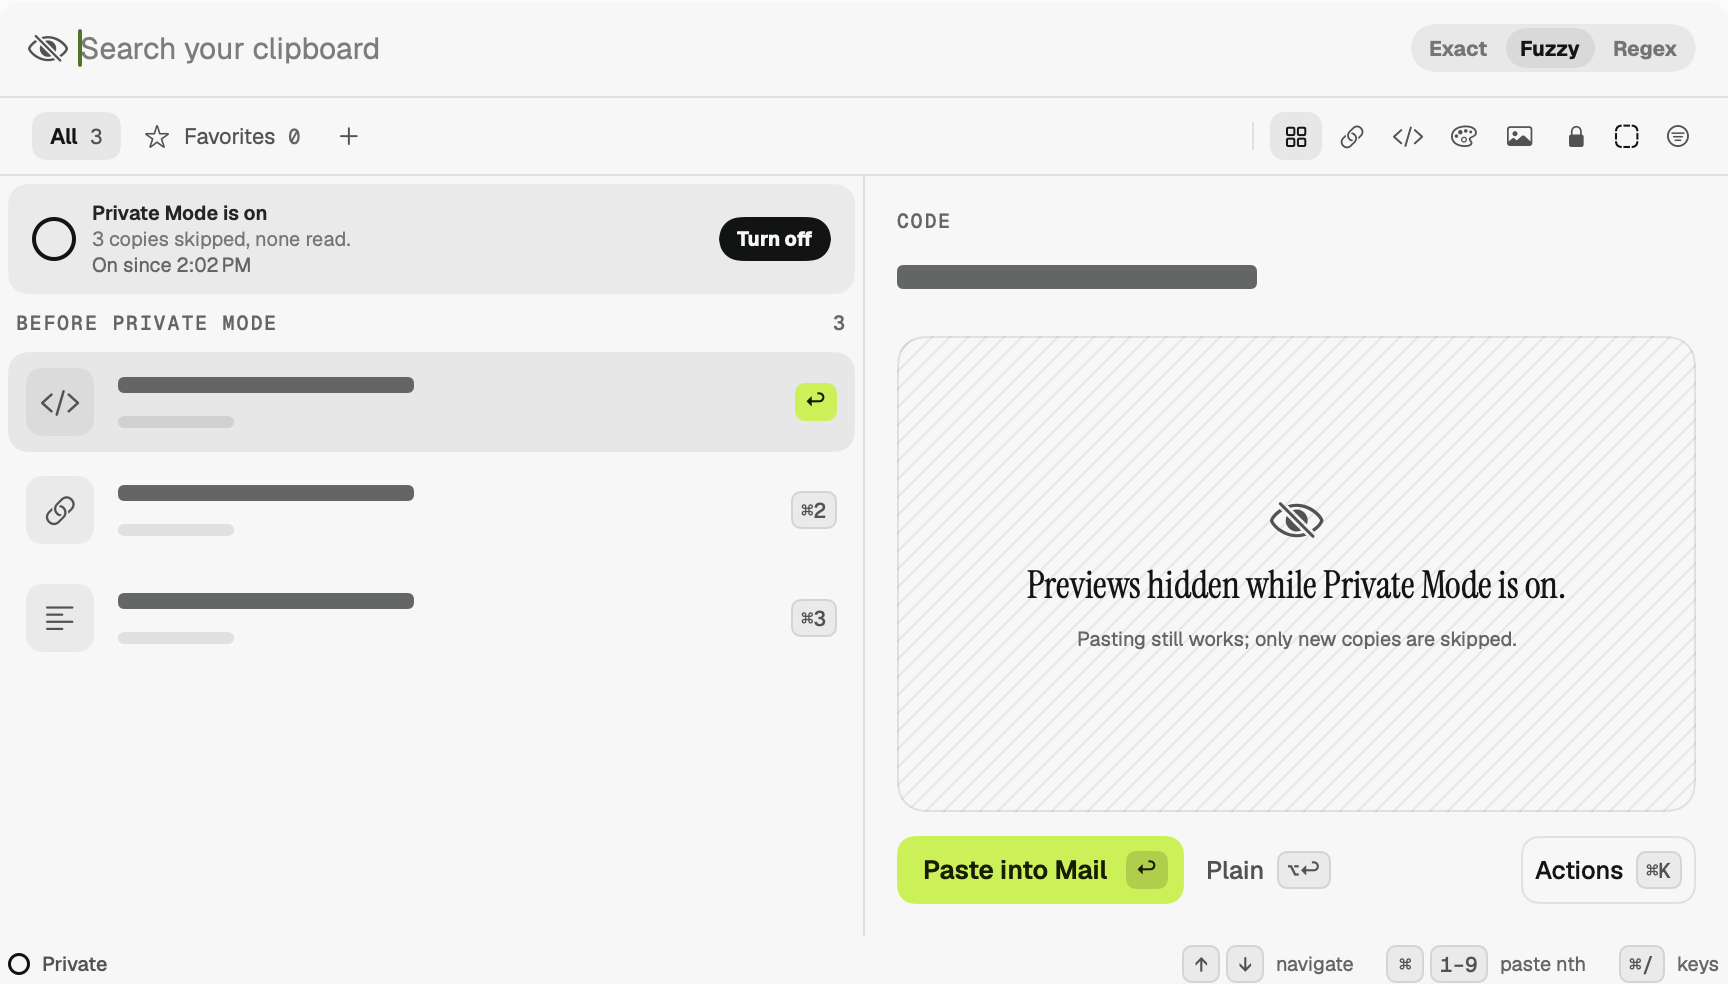 Search your clipboard
Exact Fuzzy Regex
All 3 Favorites 0
Private Mode is on
3 copies skipped, none read.
On since 2:02 PM
Turn off
BEFORE PRIVATE MODE 3
⌘2
⌘3
CODE
Previews hidden while Private Mode is on.
Pasting still works; only new copies are skipped.
Paste into Mail ↩ Plain ⌥↩ Actions ⌘K
Private ↑ ↓ navigate ⌘ 1-9 paste nth ⌘/ keys